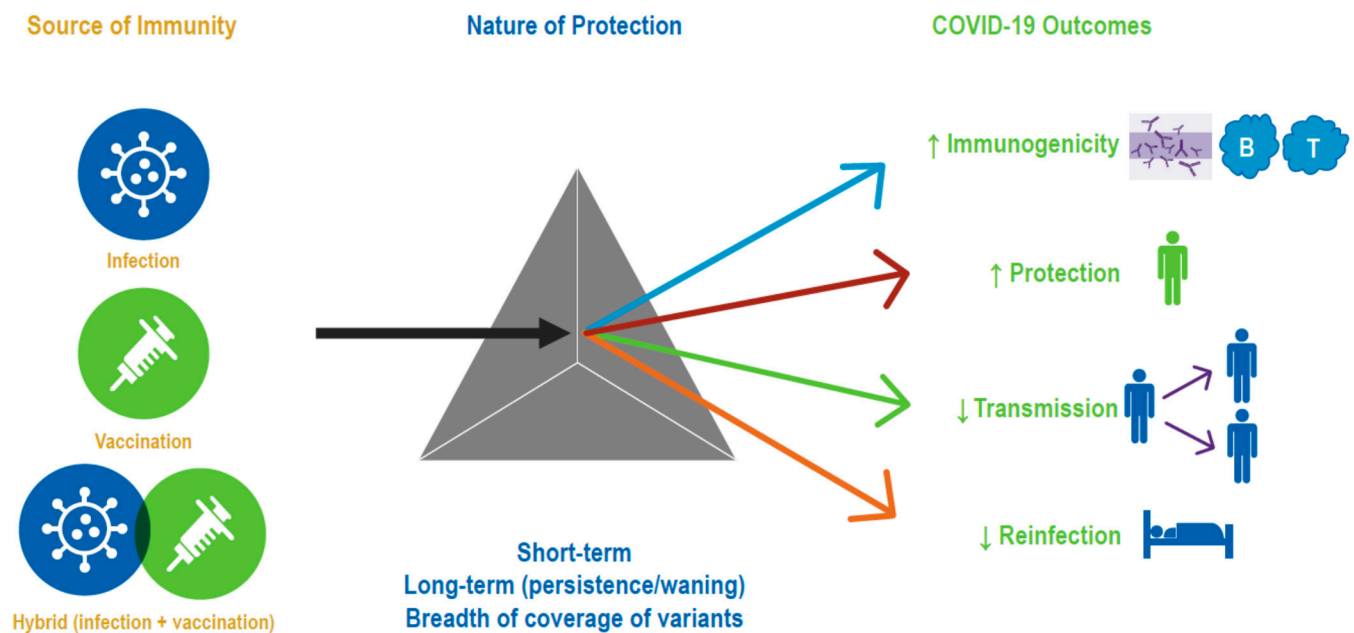 Source of Immunity
Nature of Protection
COVID-19 Outcomes
Infection
Vaccination
Hybrid (infection + vaccination)
Short-term
Long-term (persistence/waning)
Breadth of coverage of variants
↑ Immunogenicity
B
T
↑ Protection
↓ Transmission
↓ Reinfection